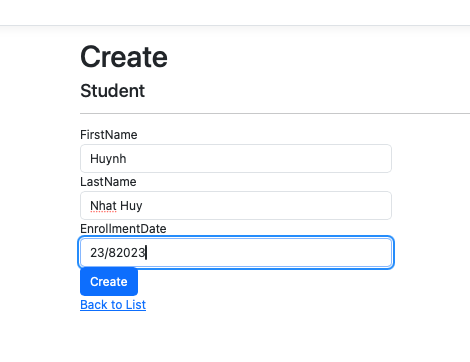 Create
Student
FirstName
Huynh
LastName
Nhat Huy
EnrollmentDate
23/82023
Create
Back to List